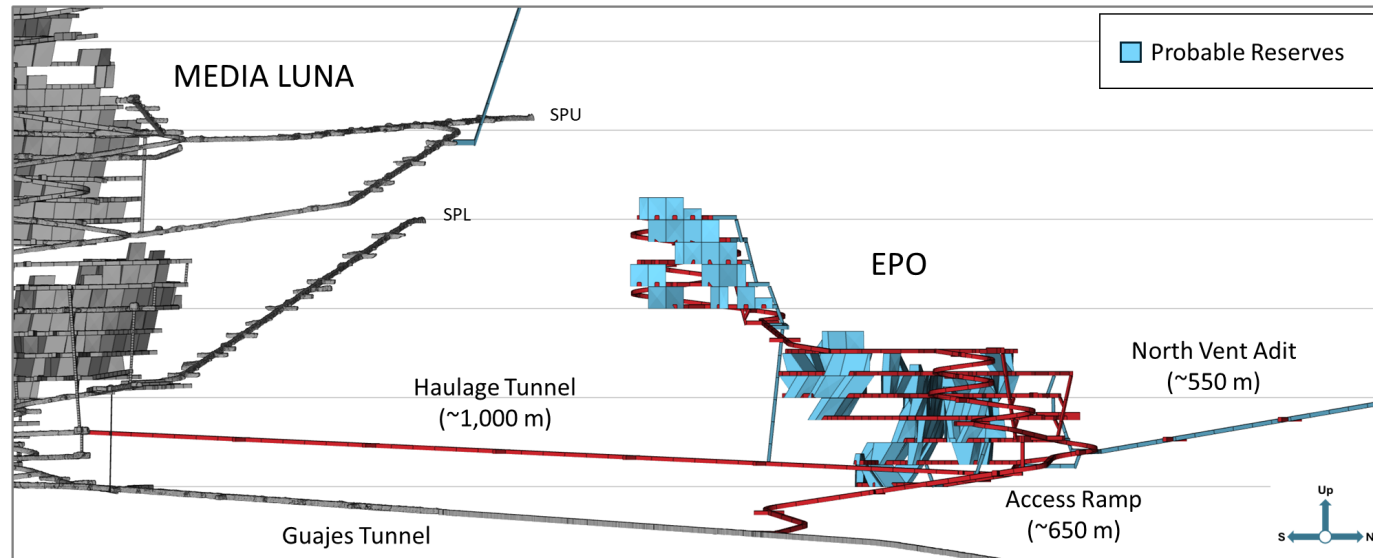 Probable Reserves
MEDIA LUNA
SPU
SPL
EPO
North Vent Adit
(~550 m)
Haulage Tunnel
(~1,000 m)
Access Ramp
(~650 m)
Guajes Tunnel
Up
S
N